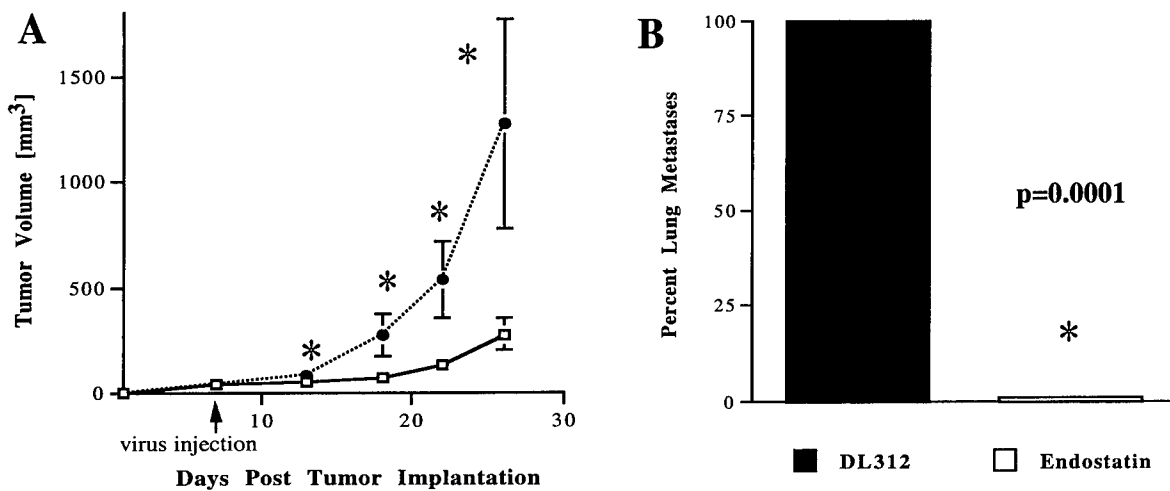 A
Tumor Volume [mm3]
1500
1000
500
0
10
20
30
virus injection
Days Post Tumor Implantation
*
*
*
*
B
Percent Lung Metastases
100
75
50
25
0
p=0.0001
*
DL312
Endostatin